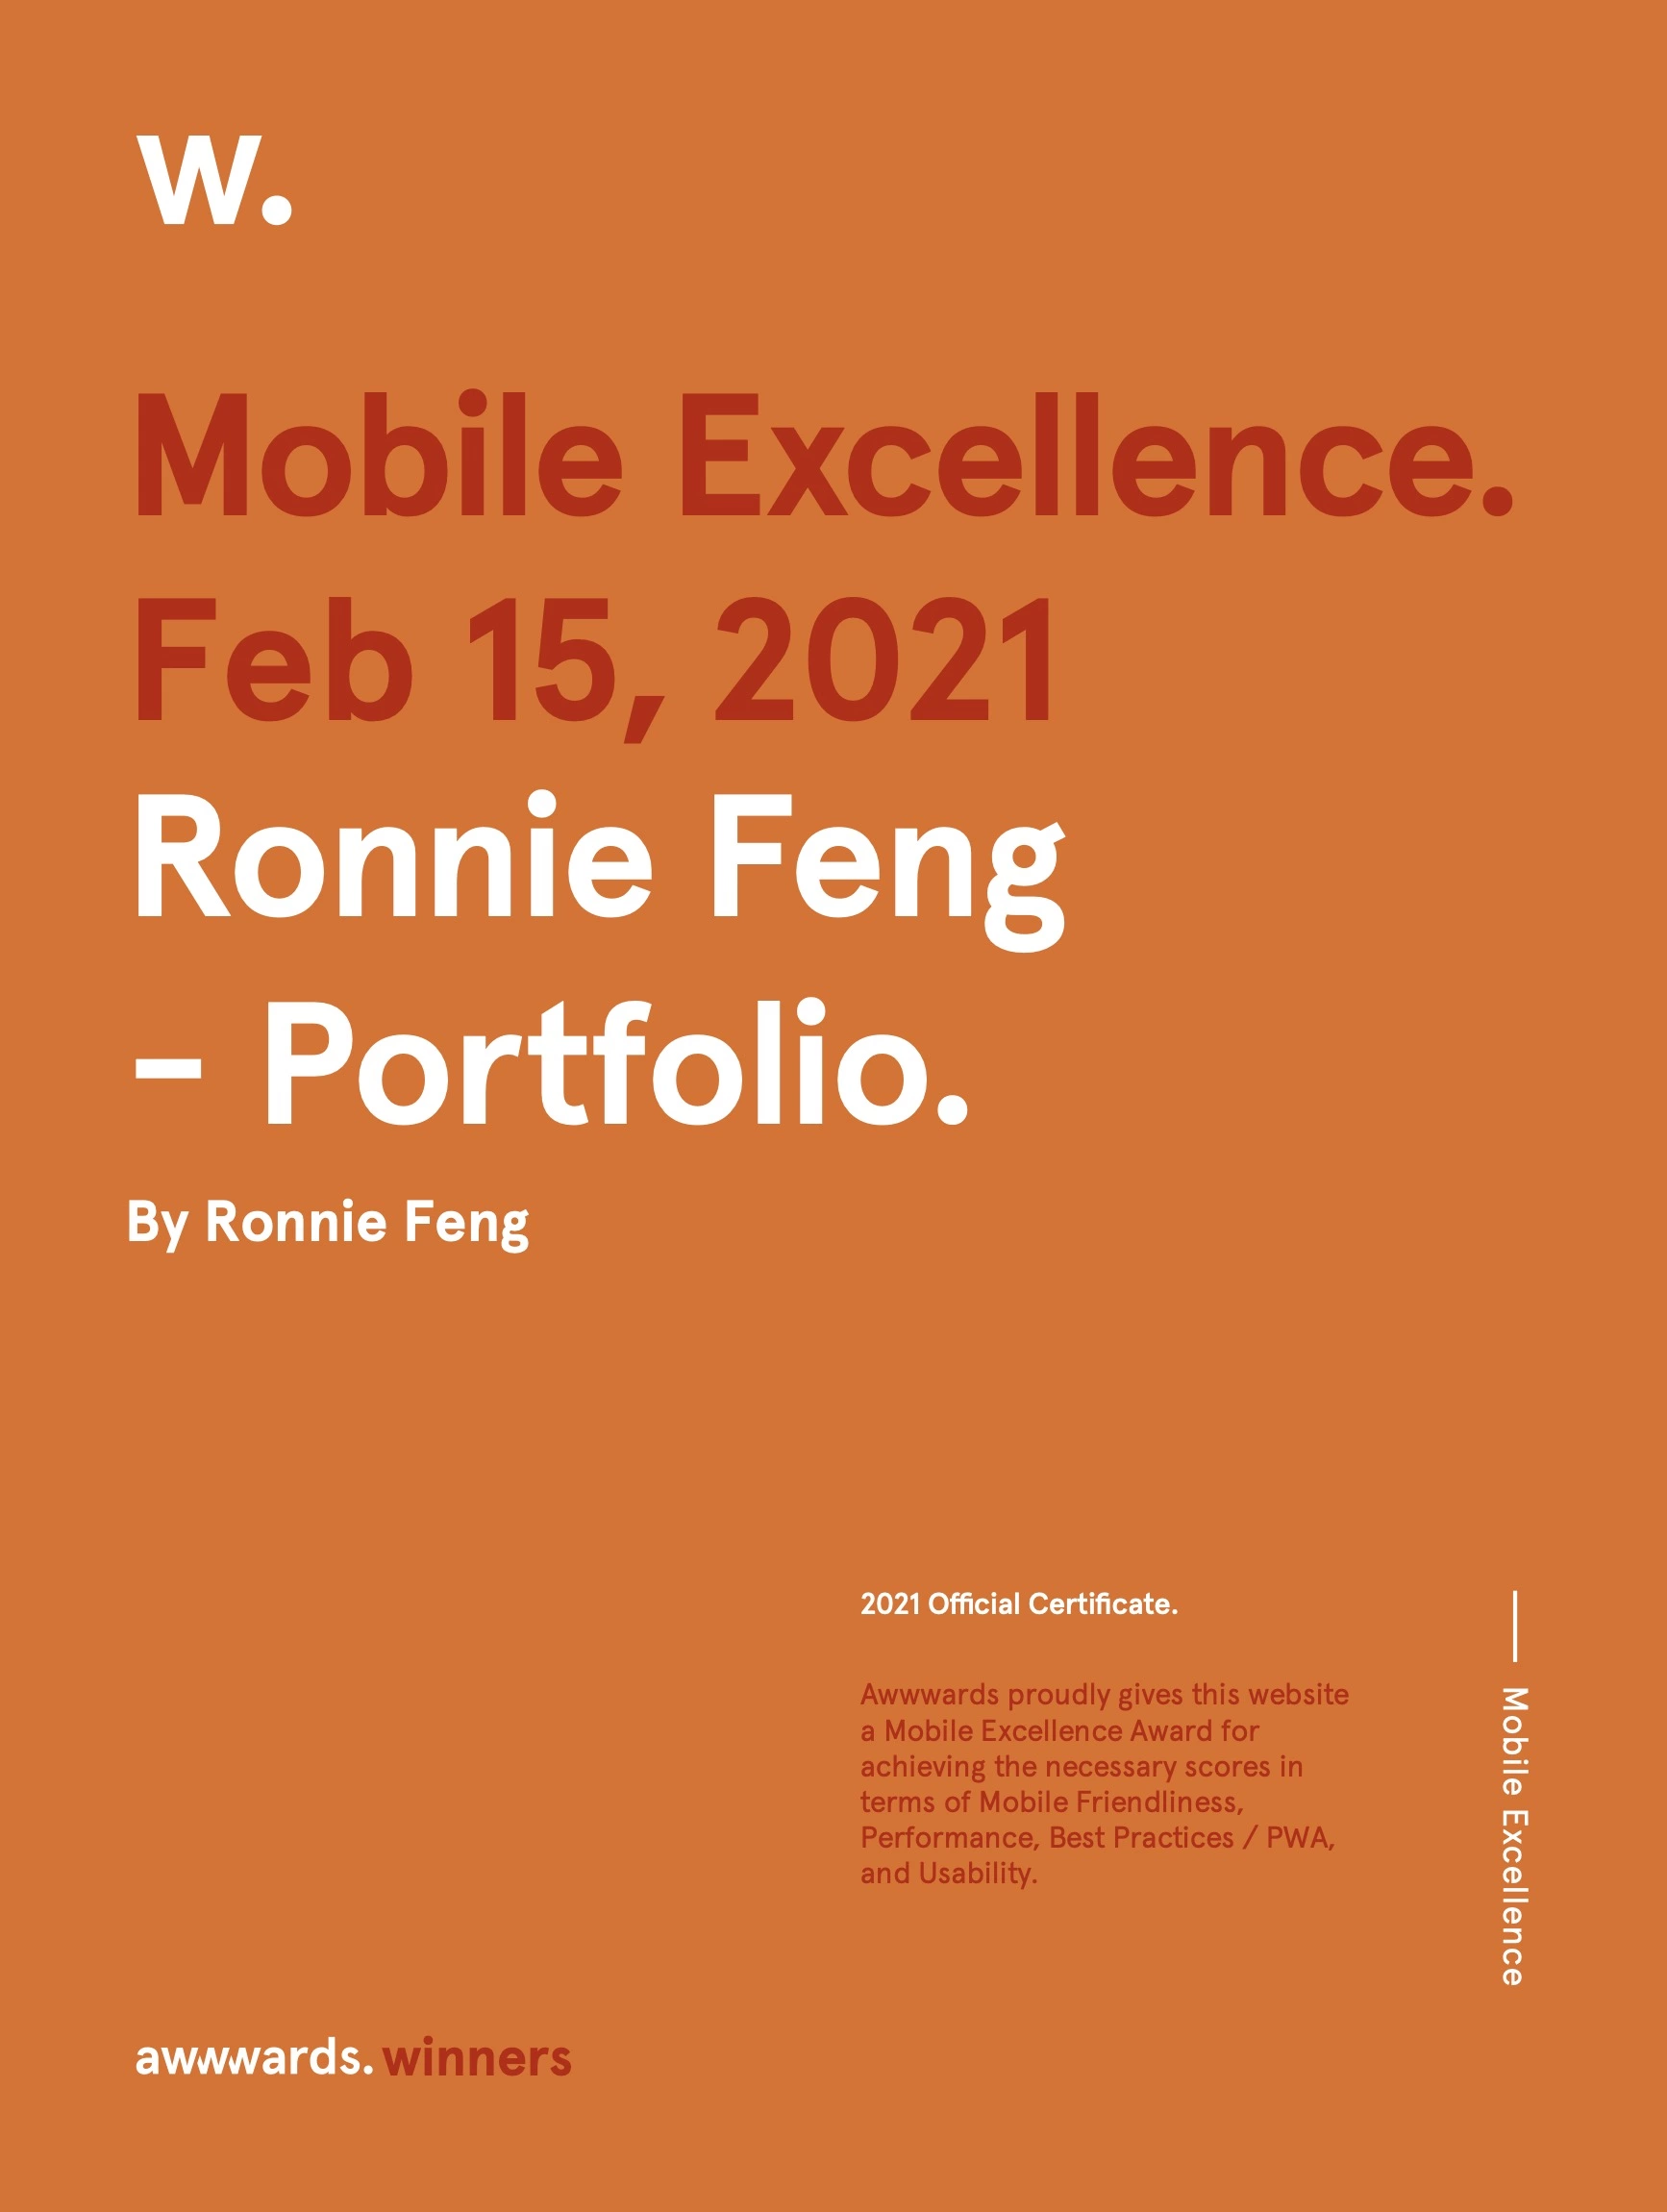 W.
Mobile Excellence.
Feb 15, 2021
Ronnie Feng
– Portfolio.
By Ronnie Feng
2021 Official Certificate.
Awwwards proudly gives this website
a Mobile Excellence Award for
achieving the necessary scores in
terms of Mobile Friendliness,
Performance, Best Practices / PWA,
and Usability.
Mobile Excellence
awwwards. winners